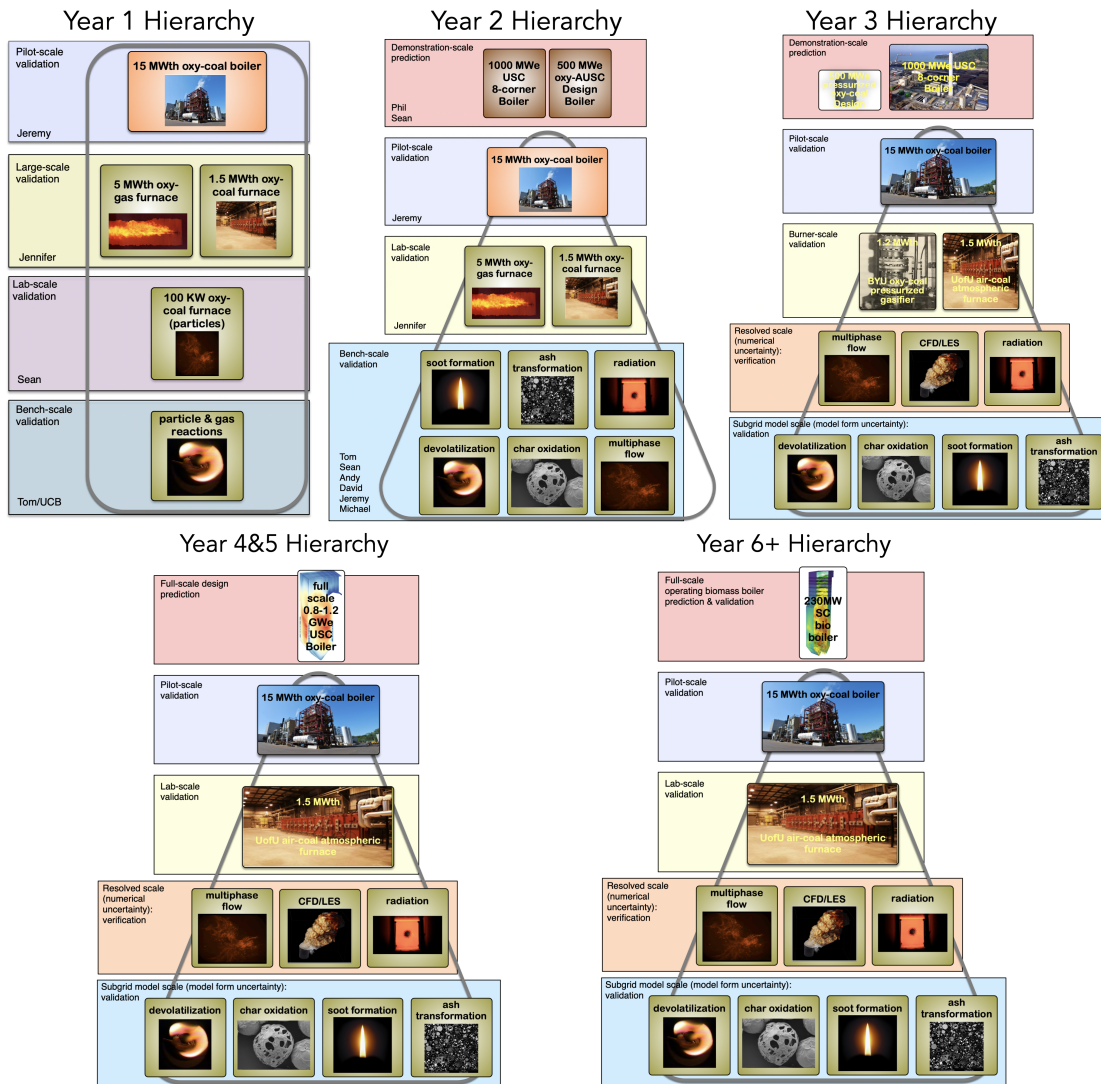 Year 1 Hierarchy
Pilot-scale
validation
15 MWth oxy-coal boiler
Jeremy
Large-scale
validation
5 MWth oxy-
gas furnace
1.5 MWth oxy-
coal furnace
Jennifer
Lab-scale
validation
100 KW oxy-
coal furnace
(particles)
Sean
Bench-scale
validation
particle & gas
reactions
Tom/UCB
Year 2 Hierarchy
Demonstration-scale
prediction
1000 MWe
USC
8-corner
Boiler
500 MWe
oxy-AUSC
Design
Boiler
Phil
Sean
Pilot-scale
validation
15 MWth oxy-coal boiler
Jeremy
Lab-scale
validation
5 MWth oxy-
gas furnace
1.5 MWth oxy-
coal furnace
Jennifer
Bench-scale
validation
soot formation
ash
transformation
radiation
devolatilization
char oxidation
multiphase
flow
Tom
Sean
Andy
David
Jeremy
Michael
Year 3 Hierarchy
Demonstration-scale
prediction
pressurized
oxy-coal
Design
1000 MWe USC
8-corner
Boiler
Pilot-scale
validation
15 MWth oxy-coal boiler
Burner-scale
validation
1.2 MWth
BYU oxy-coal
pressurized
gasifier
1.5 MWth
UofU air-coal
atmospheric
furnace
Resolved scale
(numerical
uncertainty):
verification
multiphase
flow
CFD/LES
radiation
Subgrid model scale (model form uncertainty):
validation
devolatilization
char oxidation
soot formation
ash
transformation
Year 4&5 Hierarchy
Full-scale design
prediction
full
scale
0.8-1.2
GWe
USC
Boiler
Pilot-scale
validation
15 MWth oxy-coal boiler
Lab-scale
validation
1.5 MWth
UofU air-coal atmospheric
furnace
Resolved scale
(numerical
uncertainty):
verification
multiphase
flow
CFD/LES
radiation
Subgrid model scale (model form uncertainty):
validation
devolatilization
char oxidation
soot formation
ash
transformation
Year 6+ Hierarchy
Full-scale
operating biomass boiler
prediction & validation
230MW
SC
bio
boiler
Pilot-scale
validation
15 MWth oxy-coal boiler
Lab-scale
validation
1.5 MWth
UofU air-coal atmospheric
furnace
Resolved scale
(numerical
uncertainty):
verification
multiphase
flow
CFD/LES
radiation
Subgrid model scale (model form uncertainty):
validation
devolatilization
char oxidation
soot formation
ash
transformation